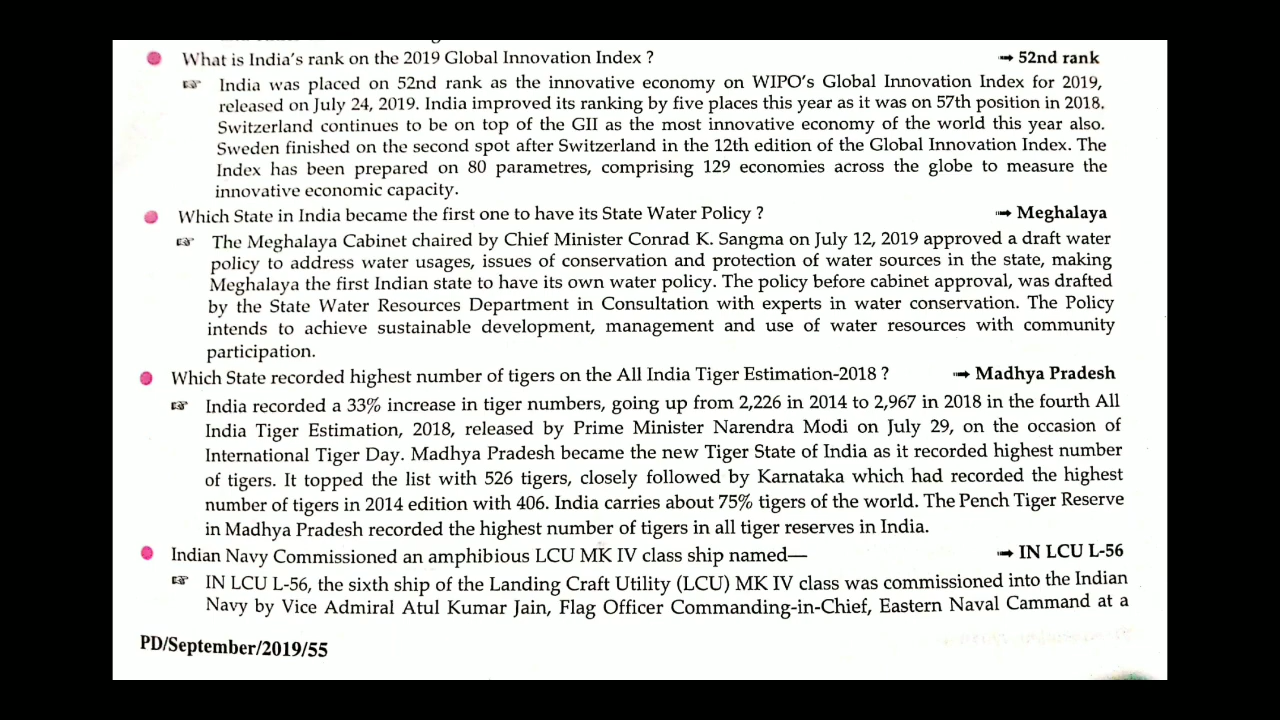 What is India's rank on the 2019 Global Innovation Index ? ➟ 52nd rank
☞ India was placed on 52nd rank as the innovative economy on WIPO's Global Innovation Index for 2019,
released on July 24, 2019. India improved its ranking by five places this year as it was on 57th position in 2018.
Switzerland continues to be on top of the GII as the most innovative economy of the world this year also.
Sweden finished on the second spot after Switzerland in the 12th edition of the Global Innovation Index. The
Index has been prepared on 80 parametres, comprising 129 economies across the globe to measure the
innovative economic capacity.
Which State in India became the first one to have its State Water Policy ? ➟ Meghalaya
☞ The Meghalaya Cabinet chaired by Chief Minister Conrad K. Sangma on July 12, 2019 approved a draft water
policy to address water usages, issues of conservation and protection of water sources in the state, making
Meghalaya the first Indian state to have its own water policy. The policy before cabinet approval, was drafted
by the State Water Resources Department in Consultation with experts in water conservation. The Policy
intends to achieve sustainable development, management and use of water resources with community
participation.
Which State recorded highest number of tigers on the All India Tiger Estimation-2018 ? ➟ Madhya Pradesh
☞ India recorded a 33% increase in tiger numbers, going up from 2,226 in 2014 to 2,967 in 2018 in the fourth All
India Tiger Estimation, 2018, released by Prime Minister Narendra Modi on July 29, on the occasion of
International Tiger Day. Madhya Pradesh became the new Tiger State of India as it recorded highest number
of tigers. It topped the list with 526 tigers, closely followed by Karnataka which had recorded the highest
number of tigers in 2014 edition with 406. India carries about 75% tigers of the world. The Pench Tiger Reserve
in Madhya Pradesh recorded the highest number of tigers in all tiger reserves in India.
Indian Navy Commissioned an amphibious LCU MK IV class ship named— ➟ IN LCU L-56
☞ IN LCU L-56, the sixth ship of the Landing Craft Utility (LCU) MK IV class was commissioned into the Indian
Navy by Vice Admiral Atul Kumar Jain, Flag Officer Commanding-in-Chief, Eastern Naval Cammand at a
PD/September/2019/55